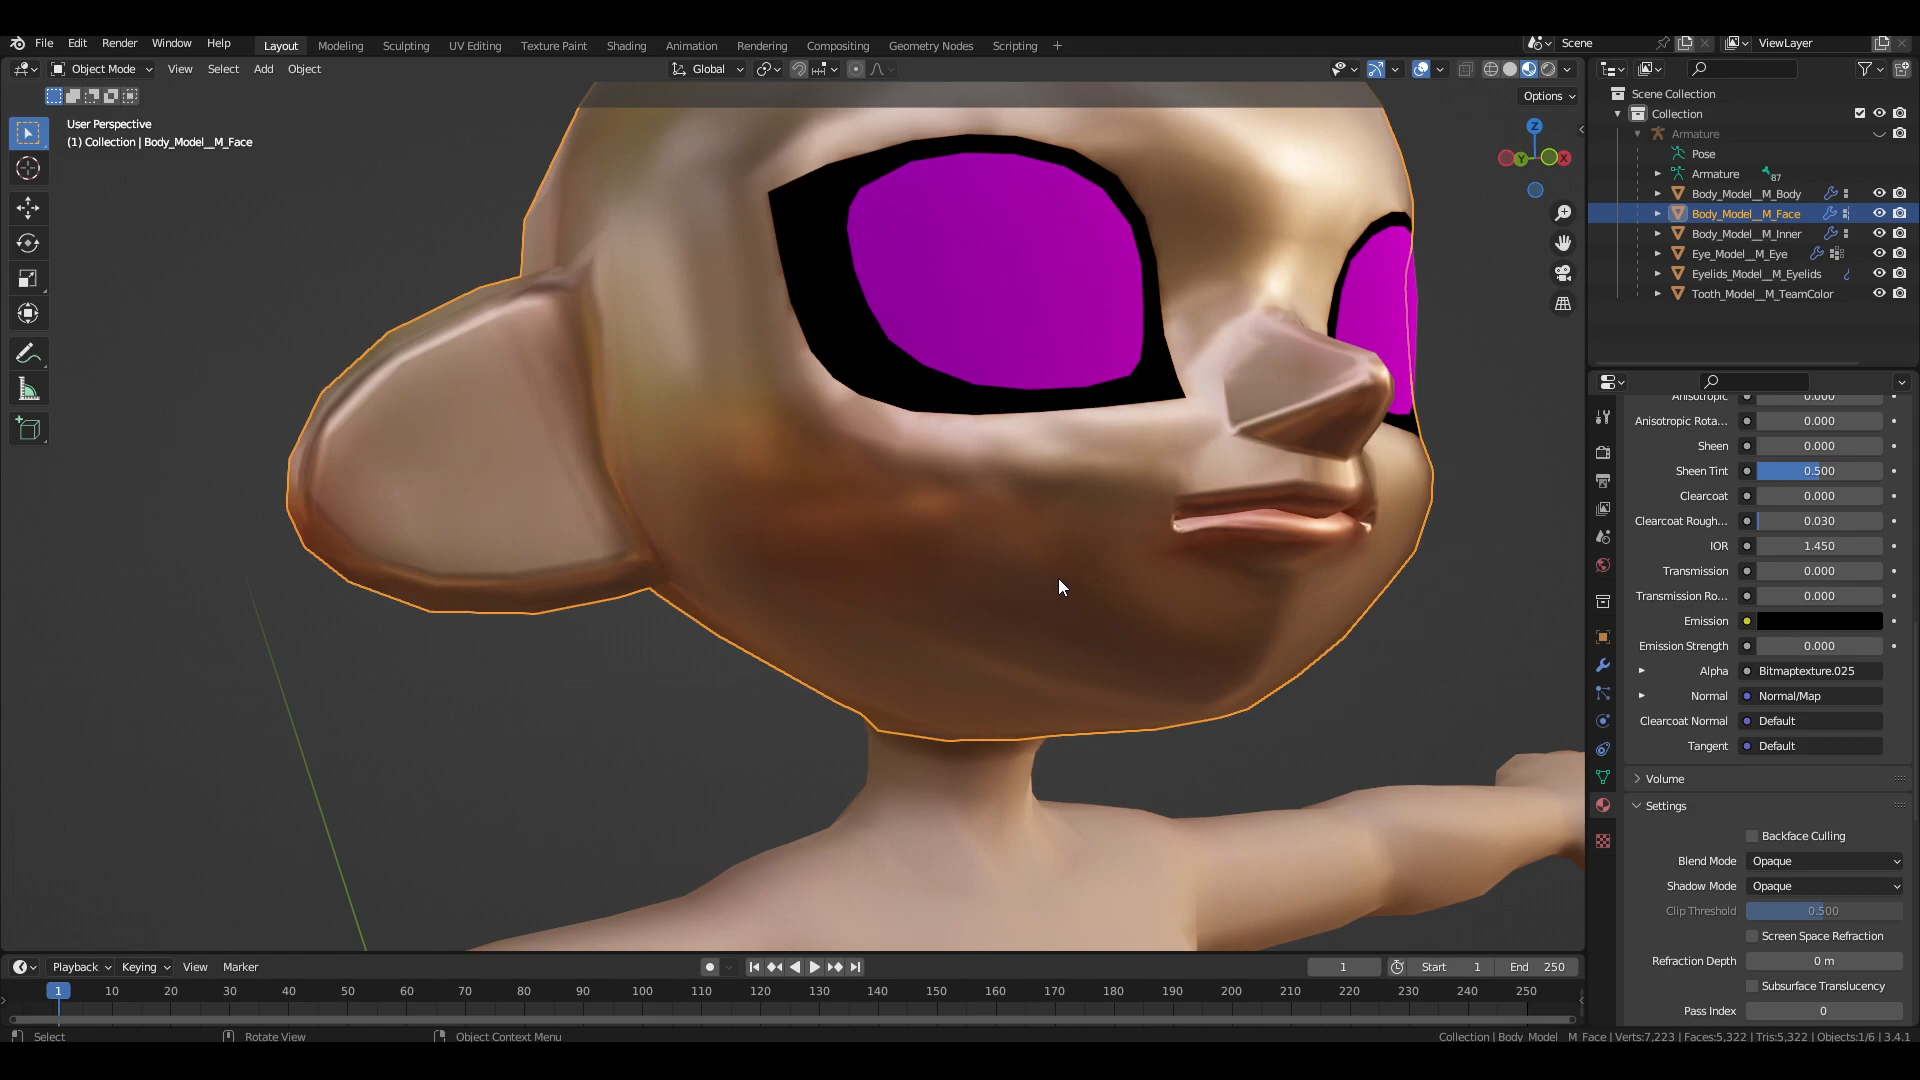 File Edit Render Window Help Layout Modeling Sculpting UV Editing Texture Paint Shading Animation Rendering Compositing Geometry Nodes Scripting + Scene ViewLayer
Object Mode View Select Add Object Global
Options
User Perspective
(1) Collection | Body_Model__M_Face
Z
Y
X
Scene Collection
Collection
Armature
Pose
Armature 87
Body_Model__M_Body
Body_Model__M_Face
Body_Model__M_Inner
Eye_Model__M_Eye
Eyelids_Model__M_Eyelids
Tooth_Model__M_TeamColor
Anisotropic 0.000
Anisotropic Rota... 0.000
Sheen 0.000
Sheen Tint 0.500
Clearcoat 0.000
Clearcoat Rough... 0.030
IOR 1.450
Transmission 0.000
Transmission Ro... 0.000
Emission
Emission Strength 0.000
Alpha Bitmaptexture.025
Normal Normal/Map
Clearcoat Normal Default
Tangent Default
Volume
Settings
Backface Culling
Blend Mode Opaque
Shadow Mode Opaque
Clip Threshold 0.500
Screen Space Refraction
Refraction Depth 0 m
Subsurface Translucency
Pass Index 0
Playback Keying View Marker 1 Start 1 End 250
1 10 20 30 40 50 60 70 80 90 100 110 120 130 140 150 160 170 180 190 200 210 220 230 240 250
Select Rotate View Object Context Menu Collection | Body_Model__M_Face | Verts:7,223 | Faces:5,322 | Tris:5,322 | Objects:1/6 | 3.4.1